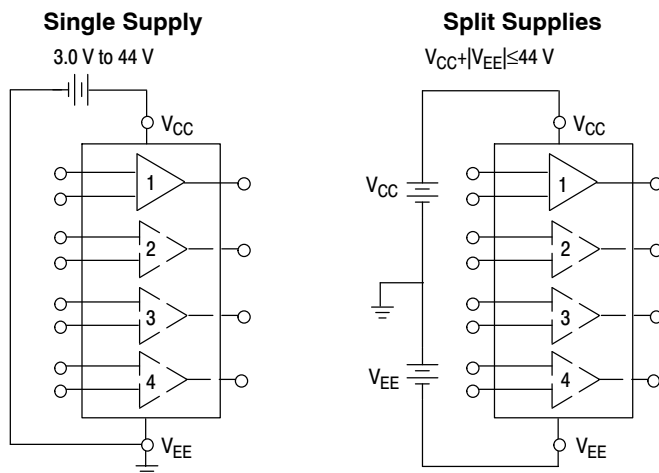 Single Supply
3.0 V to 44 V
VCC
1
2
3
4
VEE
Split Supplies
VCC+|VEE|≤44 V
VCC
VCC
1
2
3
VEE
4
VEE